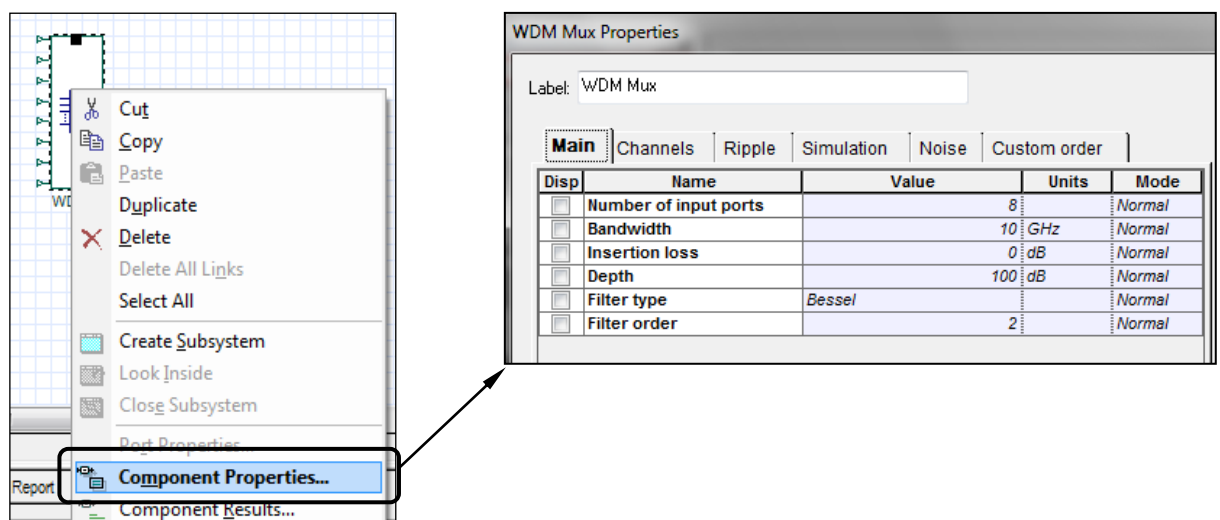 WD
Cut
Copy
Paste
Duplicate
Delete
Delete All Links
Select All
Create Subsystem
Look Inside
Close Subsystem
Port Properties...
Component Properties...
Component Results...
Report
WDM Mux Properties
Label: WDM Mux
Main Channels Ripple Simulation Noise Custom order
Disp Name Value Units Mode
Number of input ports 8 Normal
Bandwidth 10 GHz Normal
Insertion loss 0 dB Normal
Depth 100 dB Normal
Filter type Bessel Normal
Filter order 2 Normal